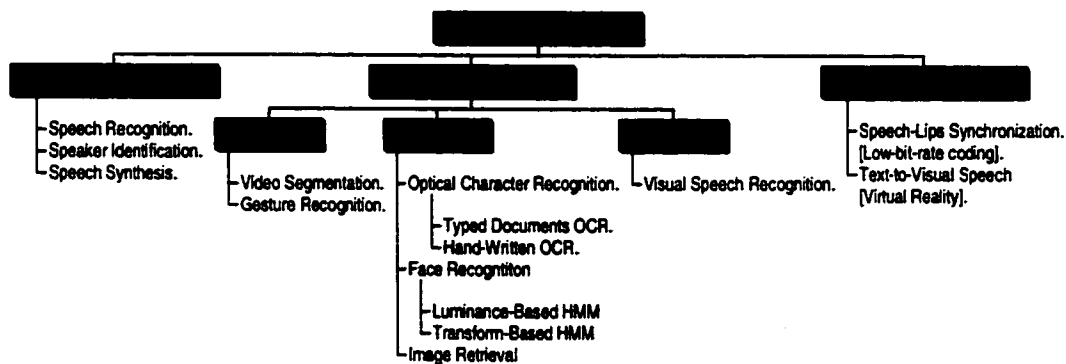 Speech Recognition.
Speaker Identification.
Speech Synthesis.
Video Segmentation.
Gesture Recognition.
Optical Character Recognition.
Typed Documents OCR.
Hand-Written OCR.
Face Recogntiton
Luminance-Based HMM
Transform-Based HMM
Image Retrieval
Visual Speech Recognition.
Speech-Lips Synchronization.
[Low-bit-rate coding].
Text-to-Visual Speech
[Virtual Reality].